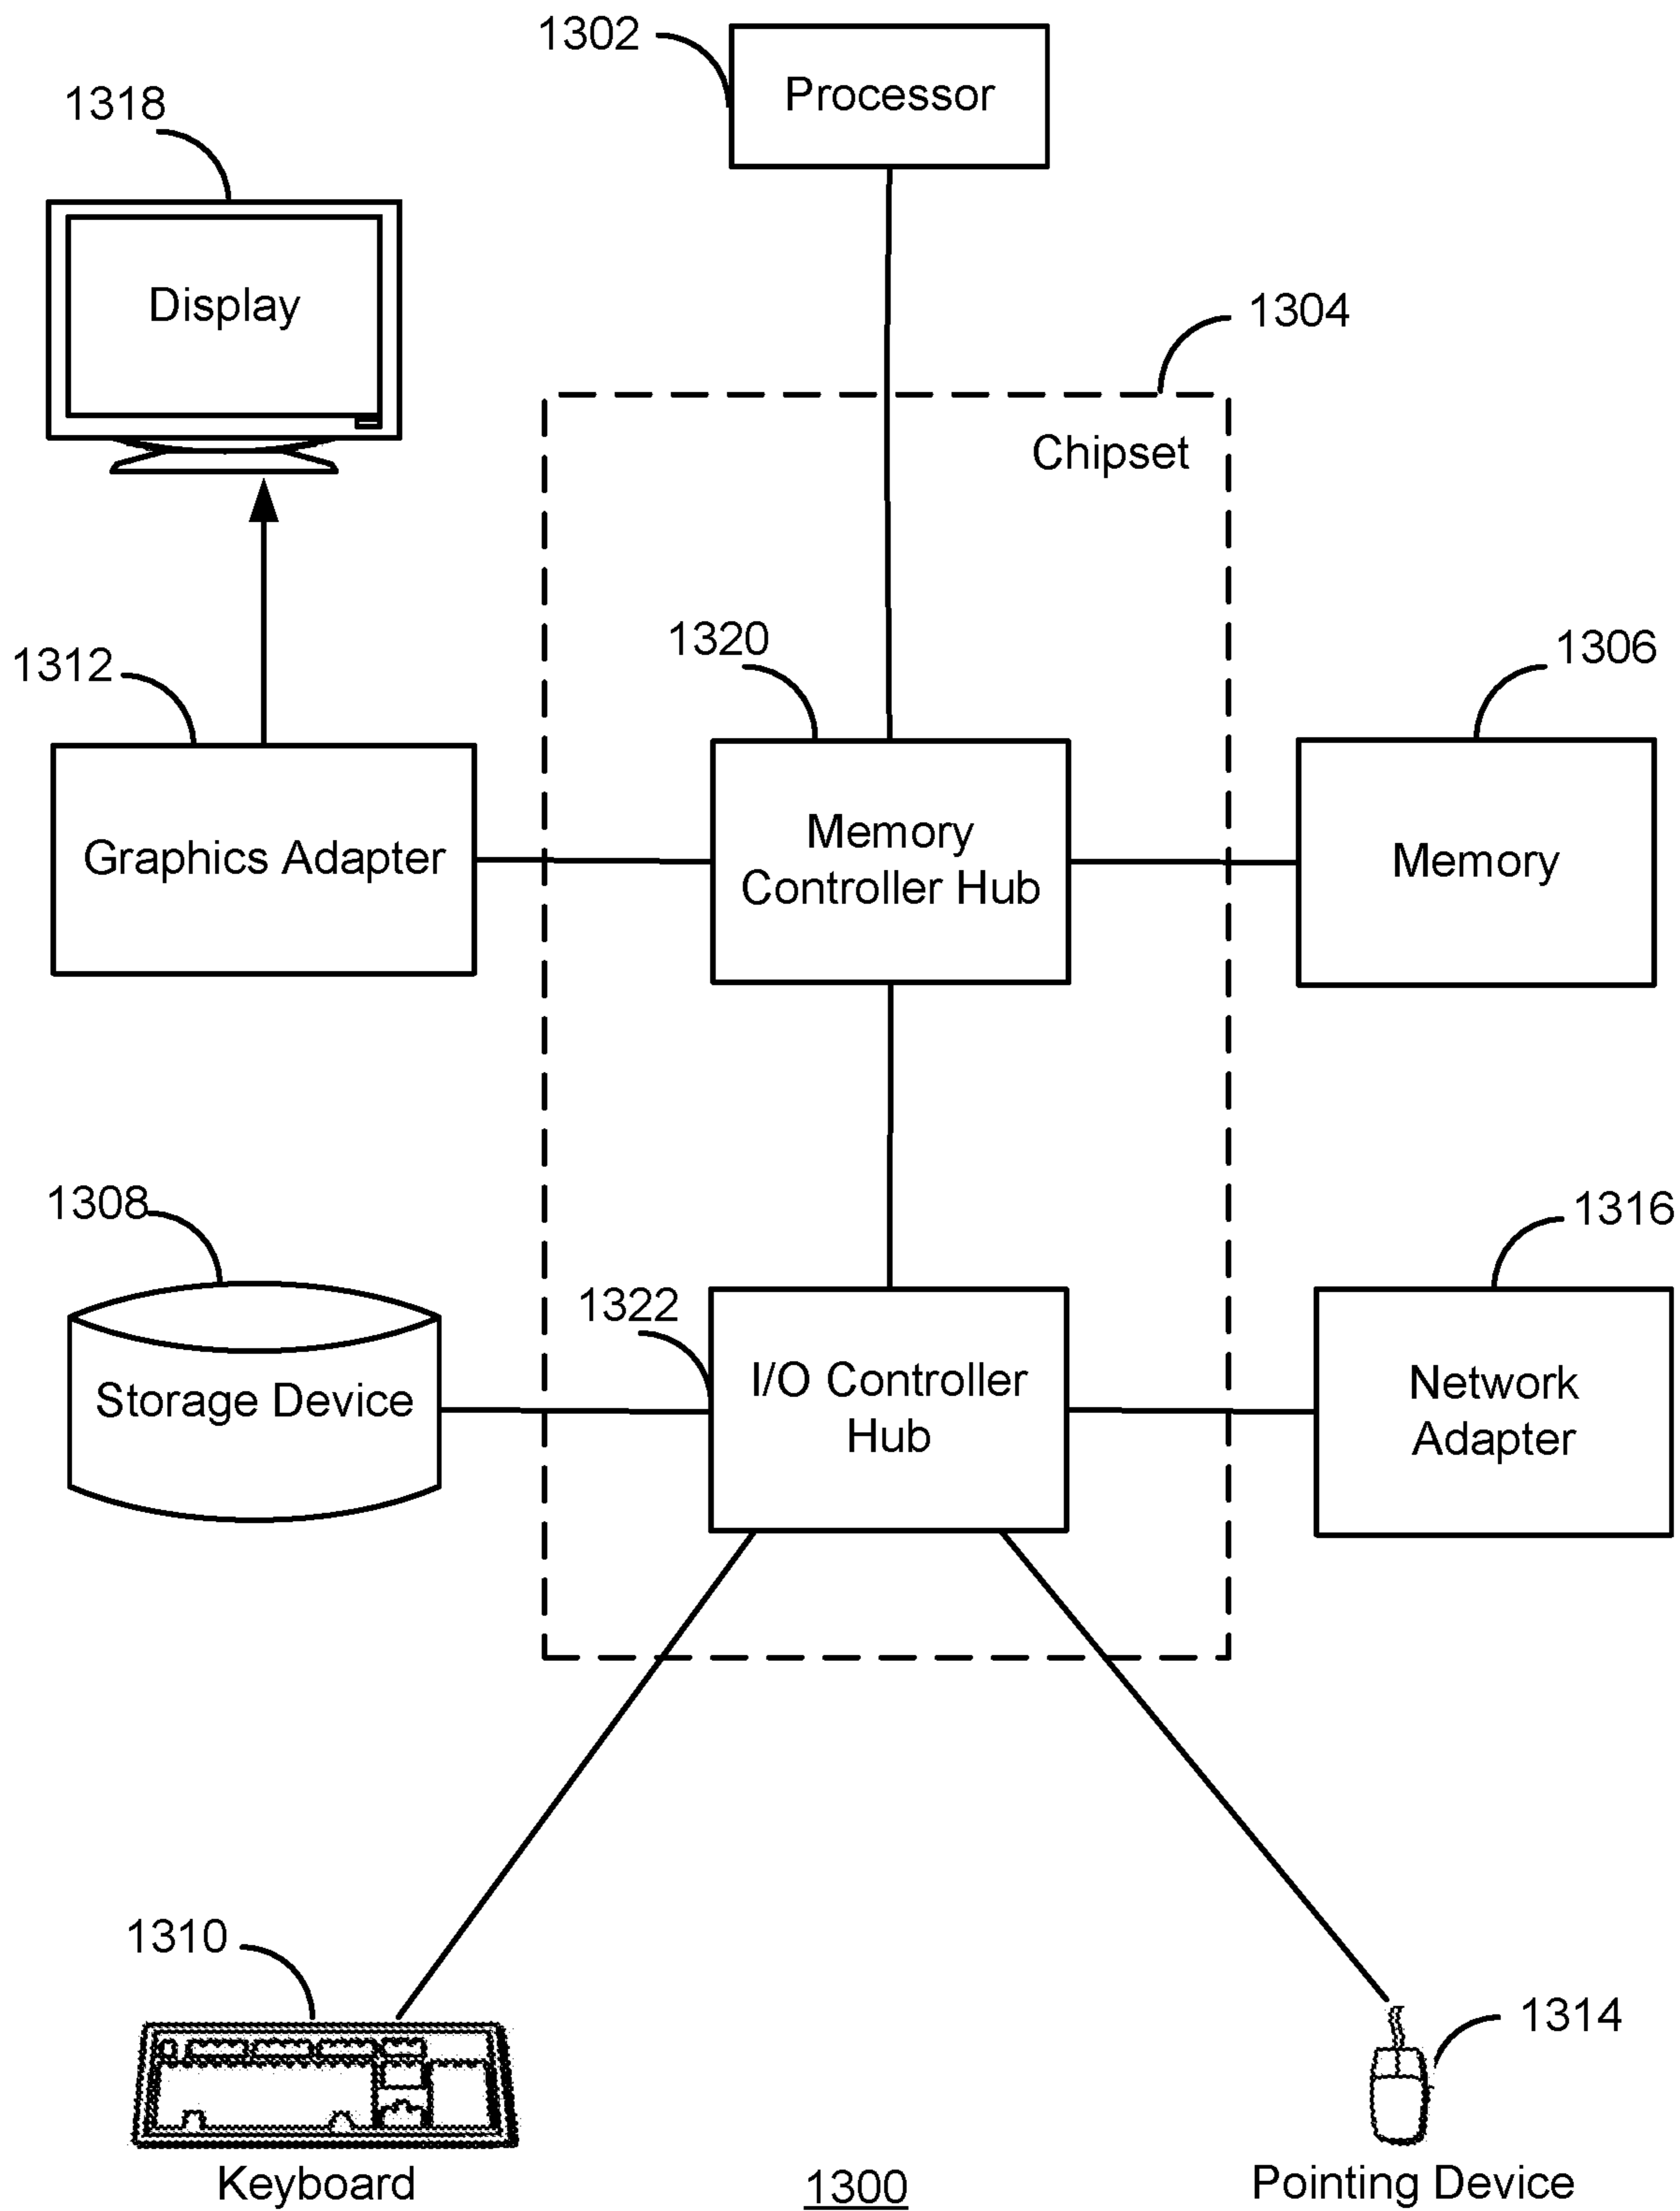 1302
Processor
1318
Display
1304
Chipset
1320
1312
1306
Memory
Controller Hub
Graphics Adapter
Memory
1308
1316
1322
I/O Controller
Hub
Storage Device
Network
Adapter
1310
1314
Keyboard
1300
Pointing Device